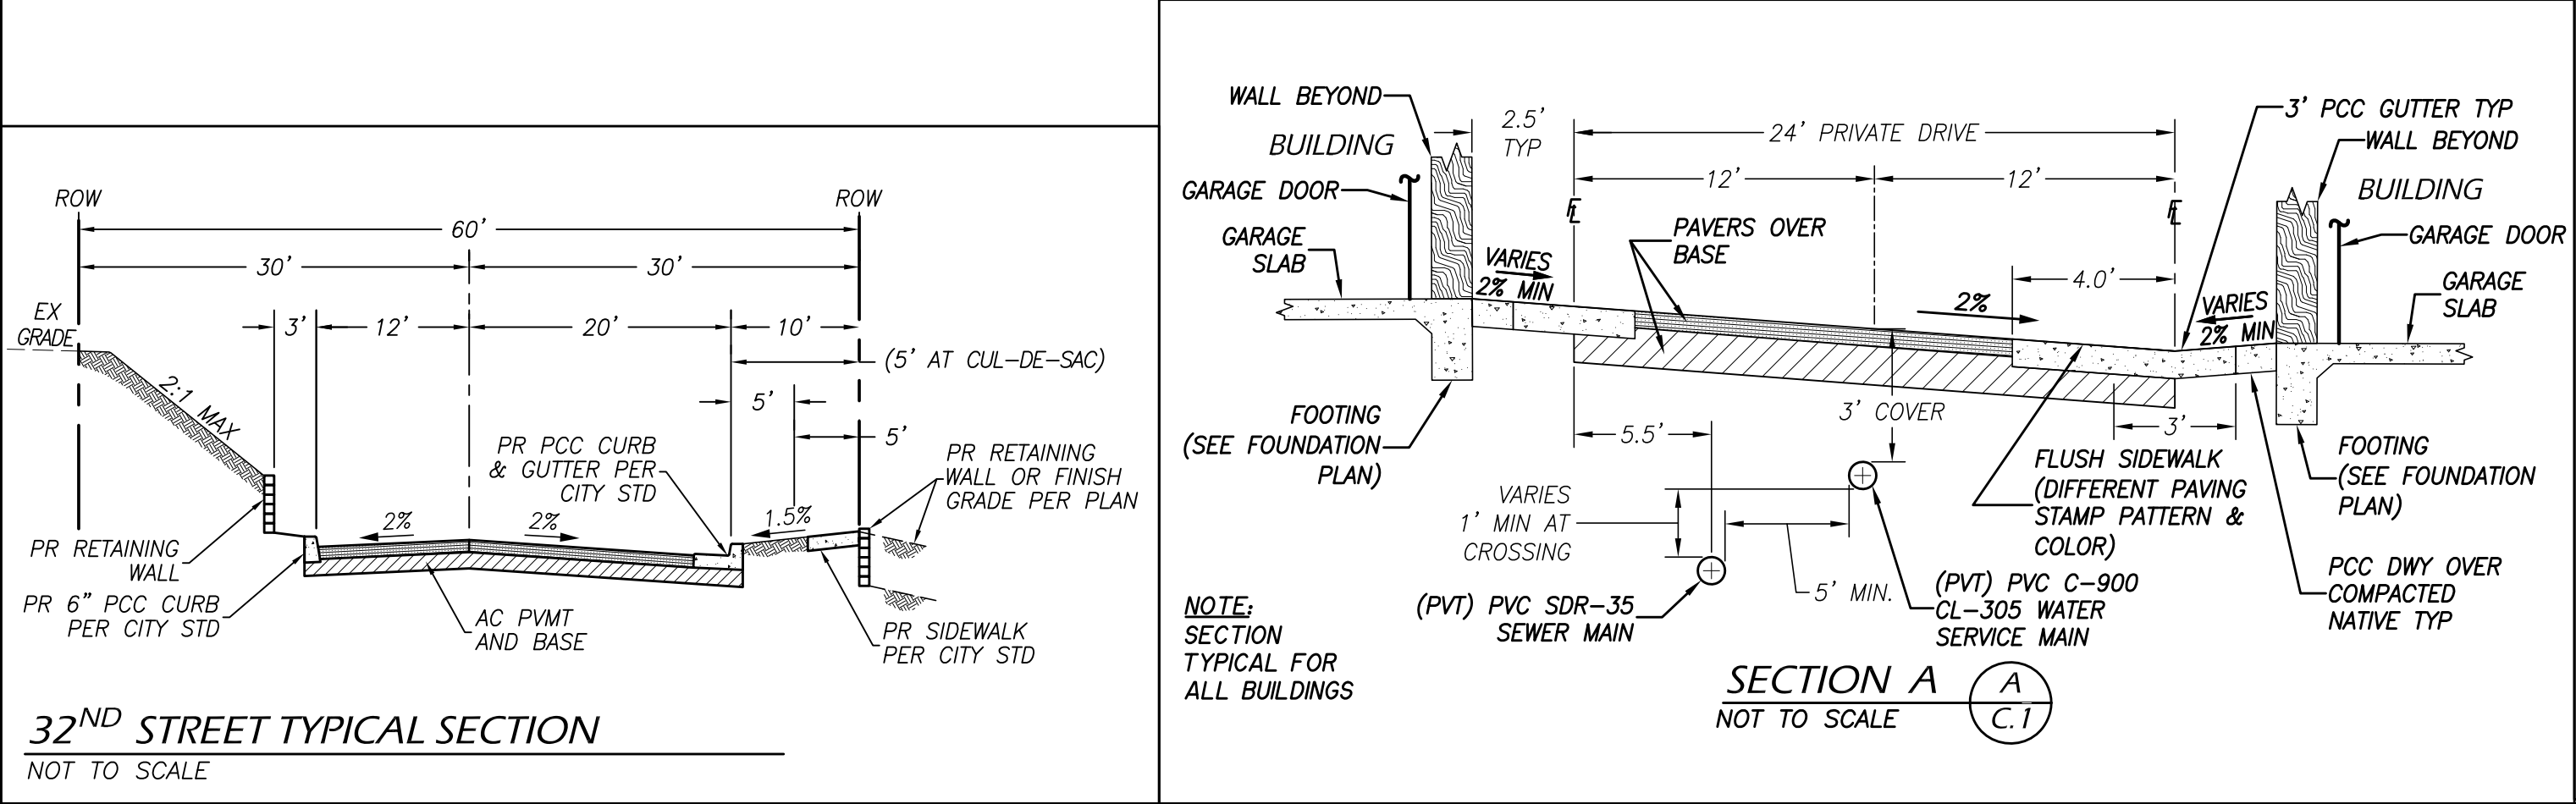 ROW
ROW
60'
30'
30'
EX
GRADE
3'
12'
20'
10'
(5' AT CUL-DE-SAC)
2:1 MAX
5'
5'
PR PCC CURB
& GUTTER PER
CITY STD
PR RETAINING
WALL OR FINISH
GRADE PER PLAN
2%
2%
1.5%
PR RETAINING
WALL
PR 6" PCC CURB
PER CITY STD
AC PVMT
AND BASE
PR SIDEWALK
PER CITY STD
32ND STREET TYPICAL SECTION
NOT TO SCALE
WALL BEYOND
BUILDING
GARAGE DOOR
GARAGE
SLAB
2.5'
TYP
24' PRIVATE DRIVE
12'
12'
FL
FL
3' PCC GUTTER TYP
WALL BEYOND
BUILDING
GARAGE DOOR
GARAGE
SLAB
PAVERS OVER
BASE
VARIES
2% MIN
4.0'
2%
VARIES
2% MIN
FOOTING
(SEE FOUNDATION
PLAN)
5.5'
3' COVER
3'
FLUSH SIDEWALK
(DIFFERENT PAVING
STAMP PATTERN &
COLOR)
FOOTING
(SEE FOUNDATION
PLAN)
VARIES
1' MIN AT
CROSSING
5' MIN.
(PVT) PVC SDR-35
SEWER MAIN
(PVT) PVC C-900
CL-305 WATER
SERVICE MAIN
PCC DWY OVER
COMPACTED
NATIVE TYP
NOTE:
SECTION
TYPICAL FOR
ALL BUILDINGS
SECTION A
NOT TO SCALE
A
C.1